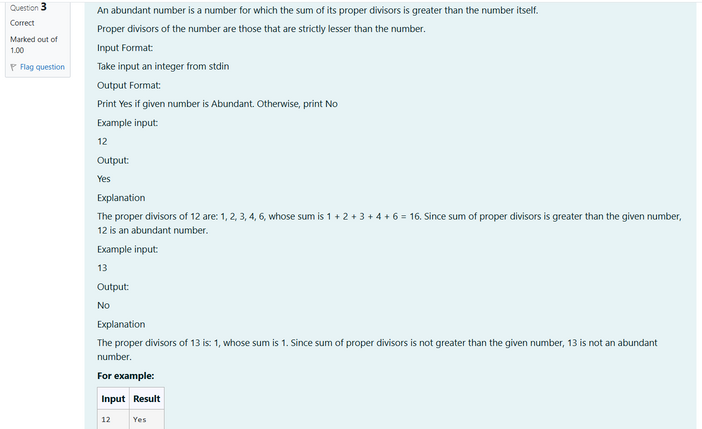 Question 3
Correct
Marked out of
1.00
Flag question
An abundant number is a number for which the sum of its proper divisors is greater than the number itself.
Proper divisors of the number are those that are strictly lesser than the number.
Input Format:
Take input an integer from stdin
Output Format:
Print Yes if given number is Abundant. Otherwise, print No
Example input:
12
Output:
Yes
Explanation
The proper divisors of 12 are: 1, 2, 3, 4, 6, whose sum is 1 + 2 + 3 + 4 + 6 = 16. Since sum of proper divisors is greater than the given number,
12 is an abundant number.
Example input:
13
Output:
No
Explanation
The proper divisors of 13 is: 1, whose sum is 1. Since sum of proper divisors is not greater than the given number, 13 is not an abundant
number.
For example:
Input Result
12 Yes